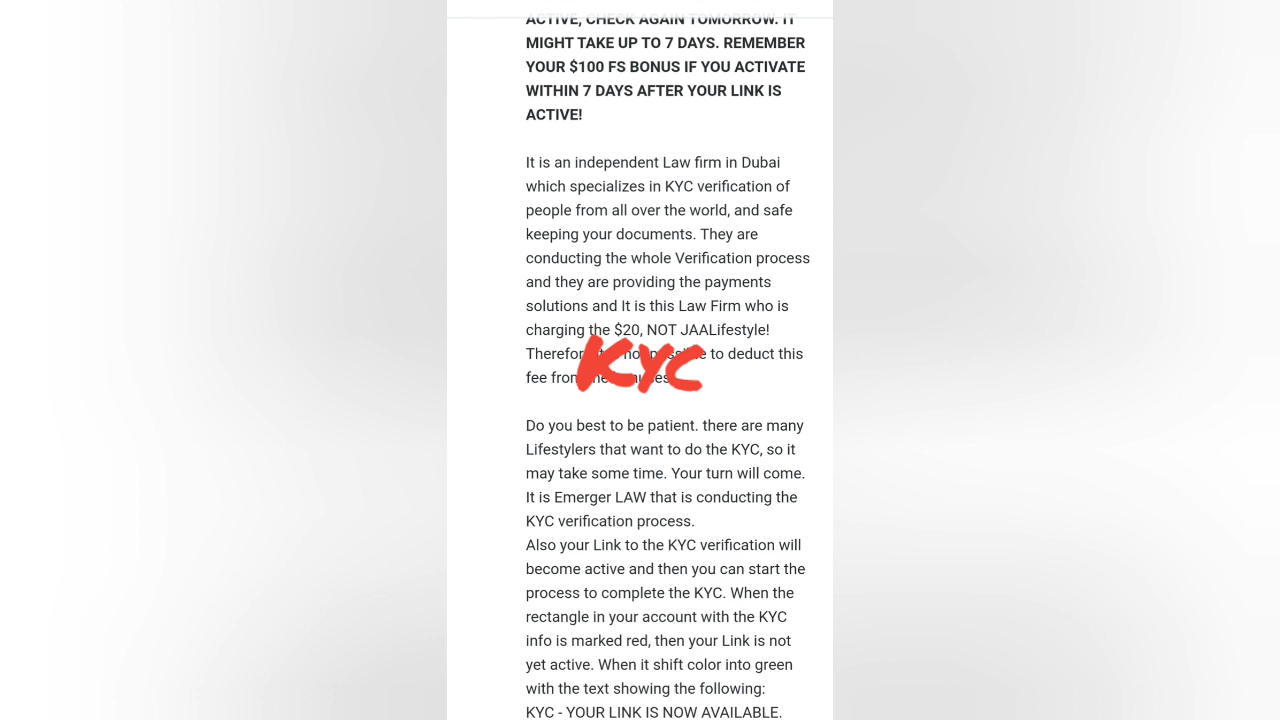 ACTIVE, CHECK AGAIN TOMORROW. IT
MIGHT TAKE UP TO 7 DAYS. REMEMBER
YOUR $100 FS BONUS IF YOU ACTIVATE
WITHIN 7 DAYS AFTER YOUR LINK IS
ACTIVE!
It is an independent Law firm in Dubai
which specializes in KYC verification of
people from all over the world, and safe
keeping your documents. They are
conducting the whole Verification process
and they are providing the payments
solutions and It is this Law Firm who is
charging the $20, NOT JAALifestyle!
to deduct this
fee
KYC
Do you best to be patient. there are many
Lifestylers that want to do the KYC, so it
may take some time. Your turn will come.
It is Emerger LAW that is conducting the
KYC verification process.
Also your Link to the KYC verification will
become active and then you can start the
process to complete the KYC. When the
rectangle in your account with the KYC
info is marked red, then your Link is not
yet active. When it shift color into green
with the text showing the following:
KYC - YOUR LINK IS NOW AVAILABLE.